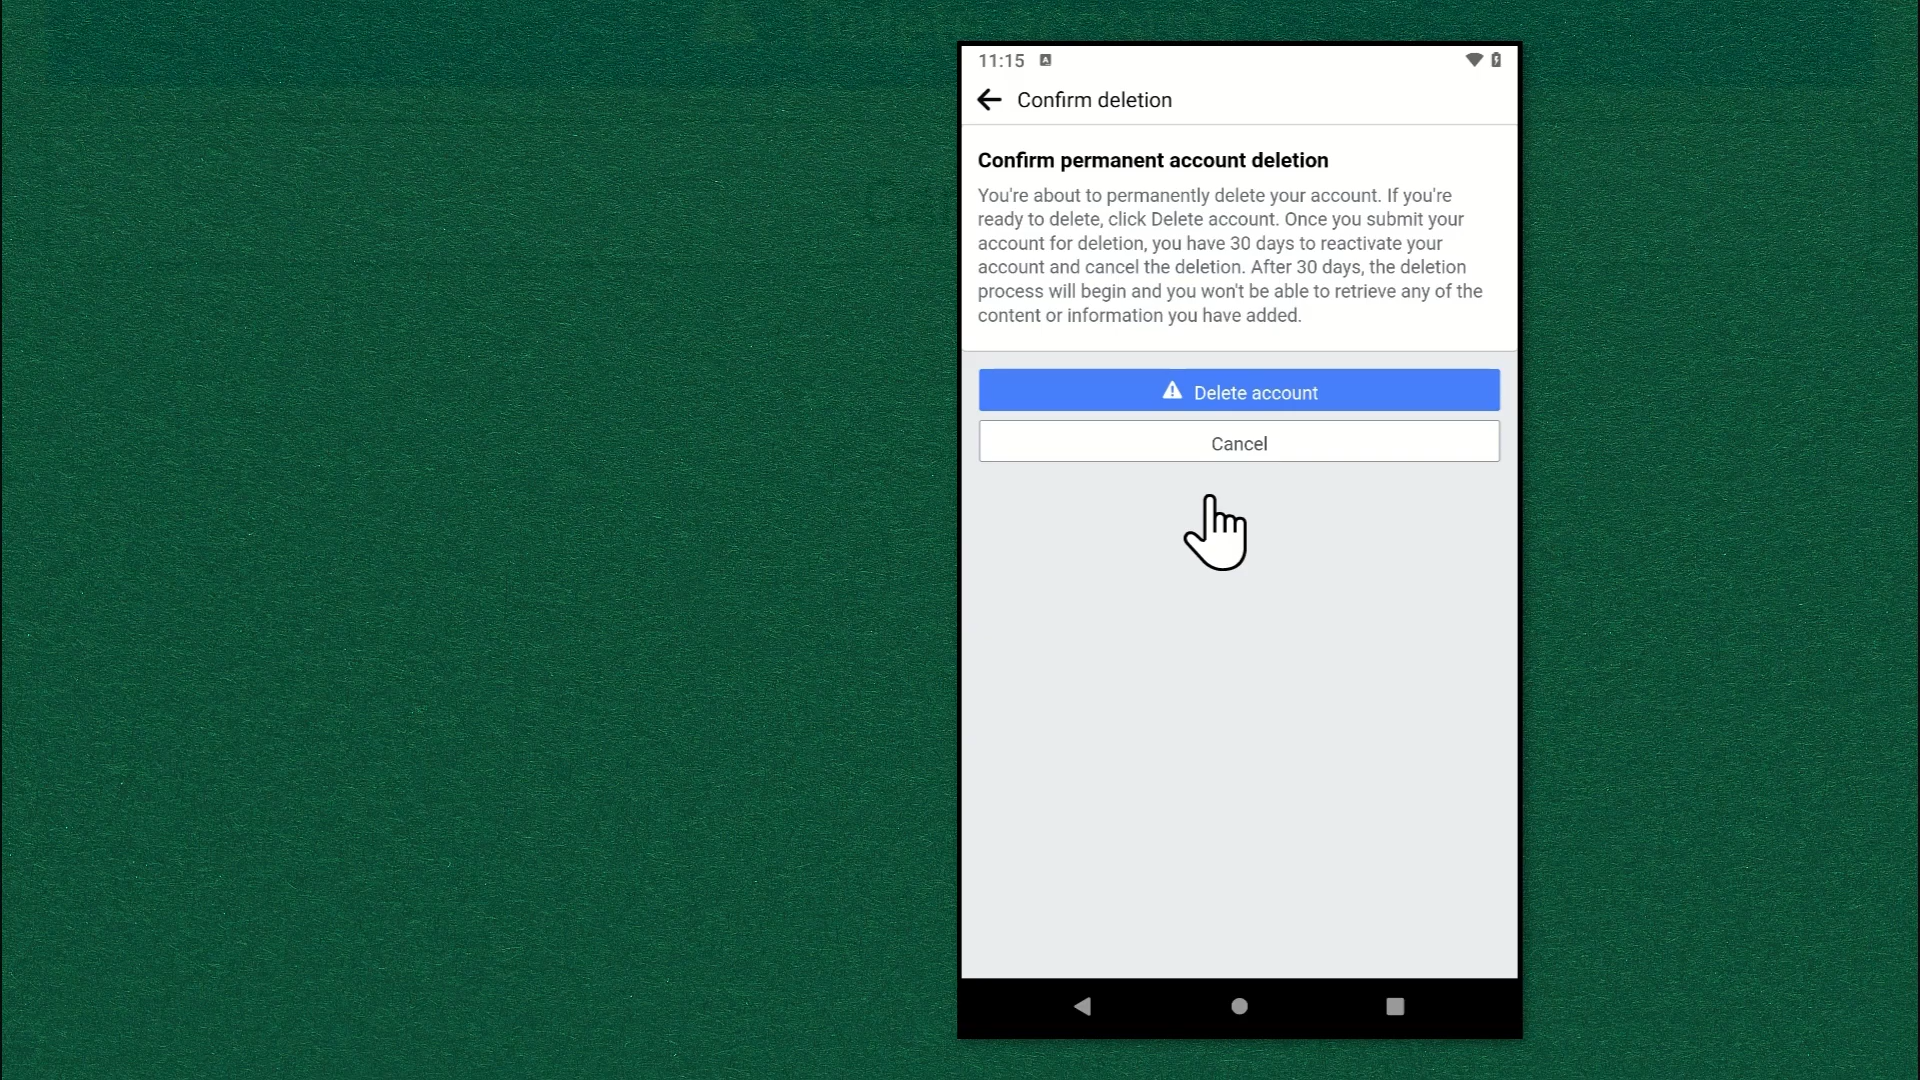 11:15
Confirm deletion
Confirm permanent account deletion
You're about to permanently delete your account. If you're
ready to delete, click Delete account. Once you submit your
account for deletion, you have 30 days to reactivate your
account and cancel the deletion. After 30 days, the deletion
process will begin and you won't be able to retrieve any of the
content or information you have added.
Delete account
Cancel